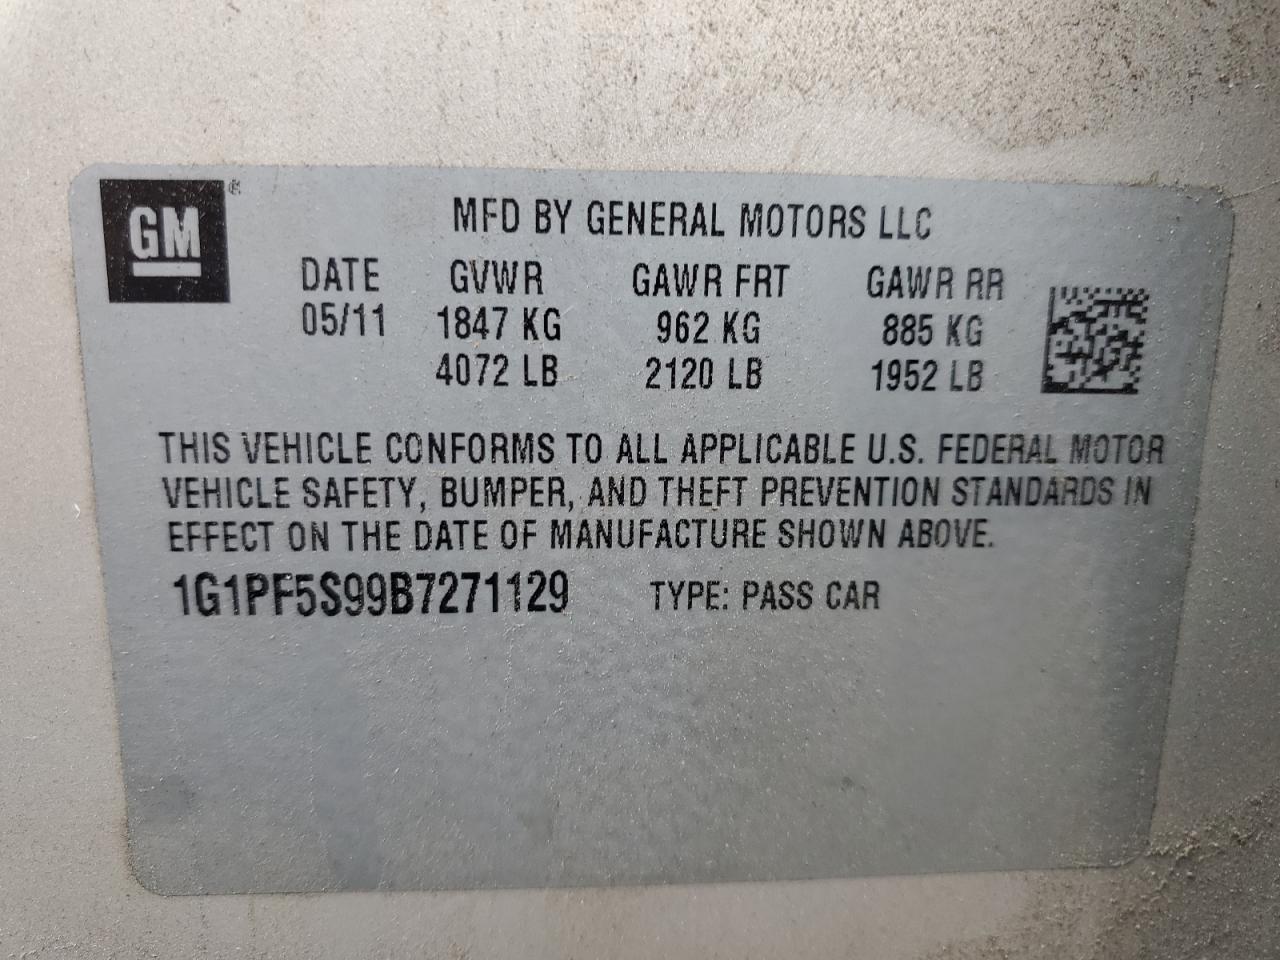 GM®
MFD BY GENERAL MOTORS LLC
DATE GVWR GAWR FRT GAWR RR
05/11 1847 KG 962 KG 885 KG
4072 LB 2120 LB 1952 LB
THIS VEHICLE CONFORMS TO ALL APPLICABLE U.S. FEDERAL MOTOR
VEHICLE SAFETY, BUMPER, AND THEFT PREVENTION STANDARDS IN
EFFECT ON THE DATE OF MANUFACTURE SHOWN ABOVE.
1G1PF5S99B7271129 TYPE: PASS CAR